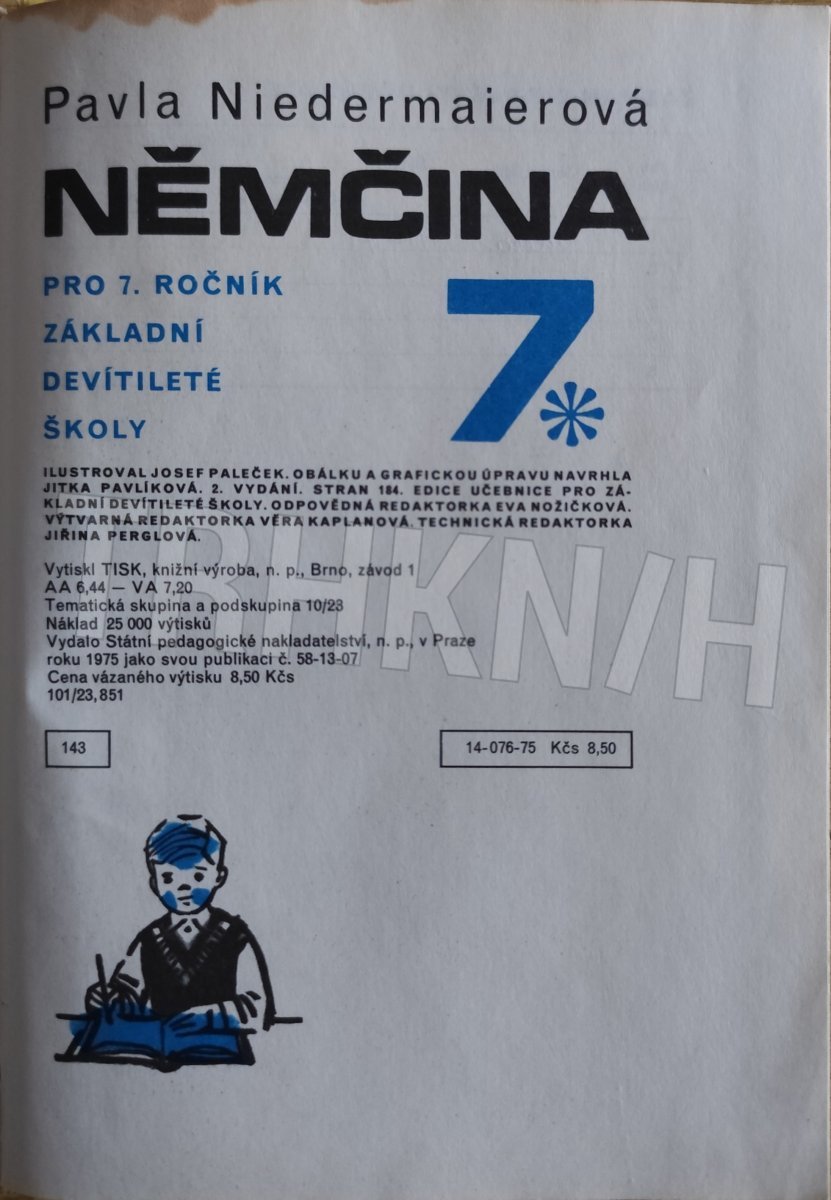 Pavla Niedermaierová
NĚMČINA
PRO 7. ROČNÍK
ZÁKLADNÍ
DEVÍTILETÉ
ŠKOLY
7.
ILUSTROVAL JOSEF PALEČEK. OBÁLKU A GRAFICKOU ÚPRAVU NAVRHLA
JITKA PAVLÍKOVÁ. 2. VYDÁNÍ. STRAN 184. EDICE UČEBNICE PRO ZÁ-
KLADNÍ DEVÍTILETÉ ŠKOLY. ODPOVĚDNÁ REDAKTORKA EVA NOŽIČKOVÁ.
VÝTVARNÁ REDAKTORKA VĚRA KAPLANOVÁ. TECHNICKÁ REDAKTORKA
JIŘINA PERGLOVÁ.
Vytiskl TISK, knižní výroba, n. p., Brno, závod 1
AA 6,44 — VA 7,20
Tematická skupina a podskupina 10/23
Náklad 25 000 výtisků
Vydalo Státní pedagogické nakladatelství, n. p., v Praze
roku 1975 jako svou publikaci č. 58-13-07
Cena vázaného výtisku 8,50 Kčs
101/23,851
143
14-076-75 Kčs 8,50